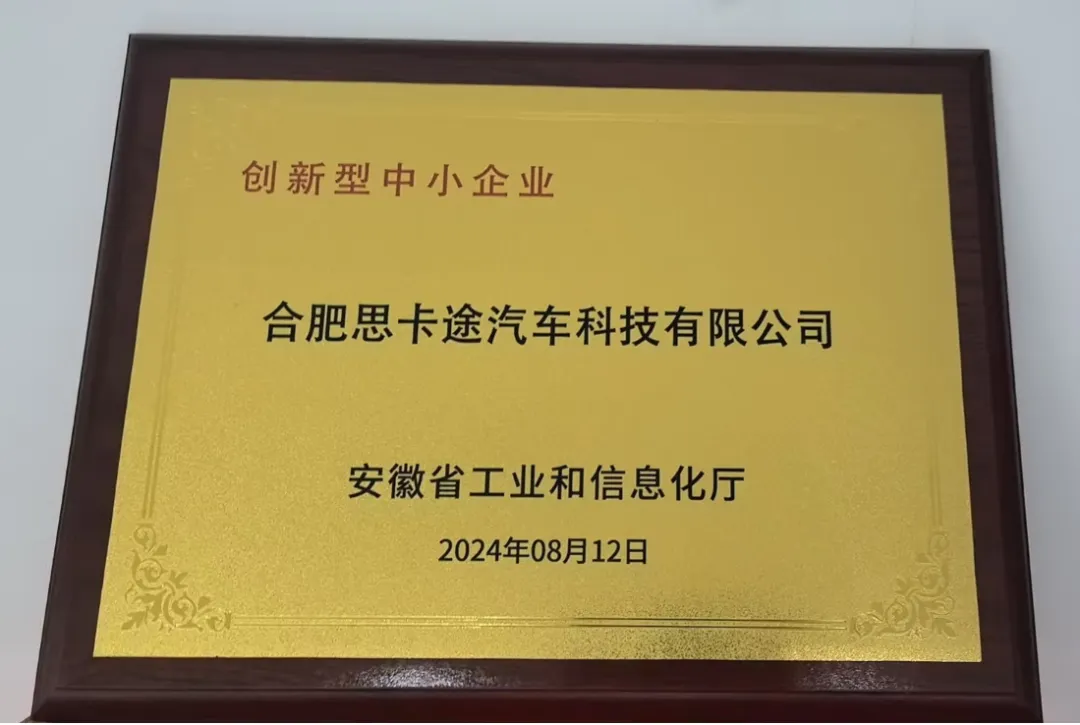 创新型中小企业
合肥思卡途汽车科技有限公司
安徽省工业和信息化厅
2024年08月12日